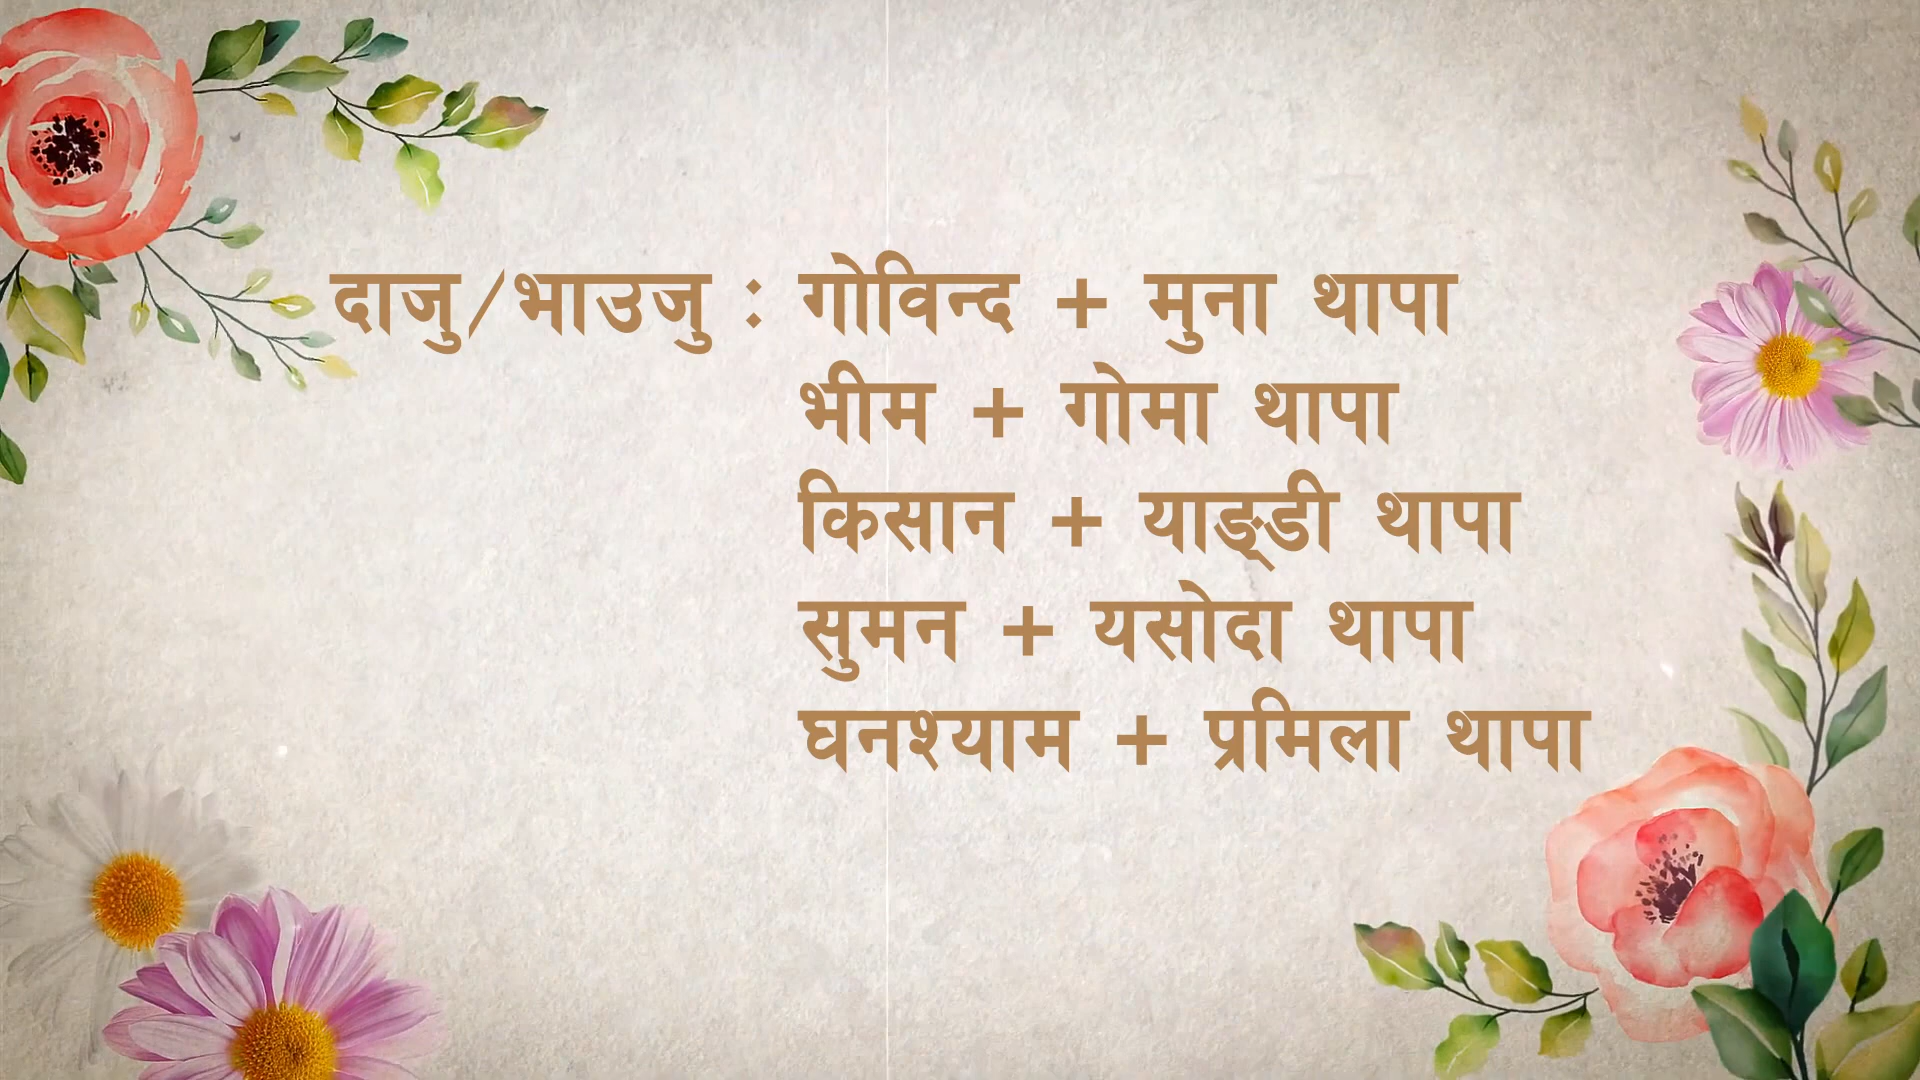 दाजु/भाउजु : गोविन्द + मुना थापा
भीम + गोमा थापा
किसान + याङ्डी थापा
सुमन + यसोदा थापा
घनश्याम + प्रमिला थापा